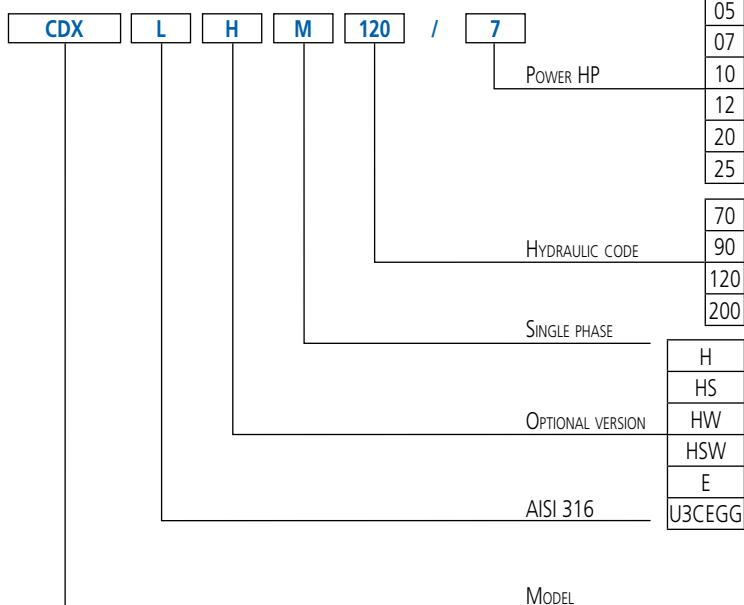 05
CDX L H M 120 / 7
07
Power HP 10
12
20
25
70
Hydraulic code 90
120
200
Single phase
H
HS
Optional version HW
HSW
E
AISI 316 U3CEGG
Model